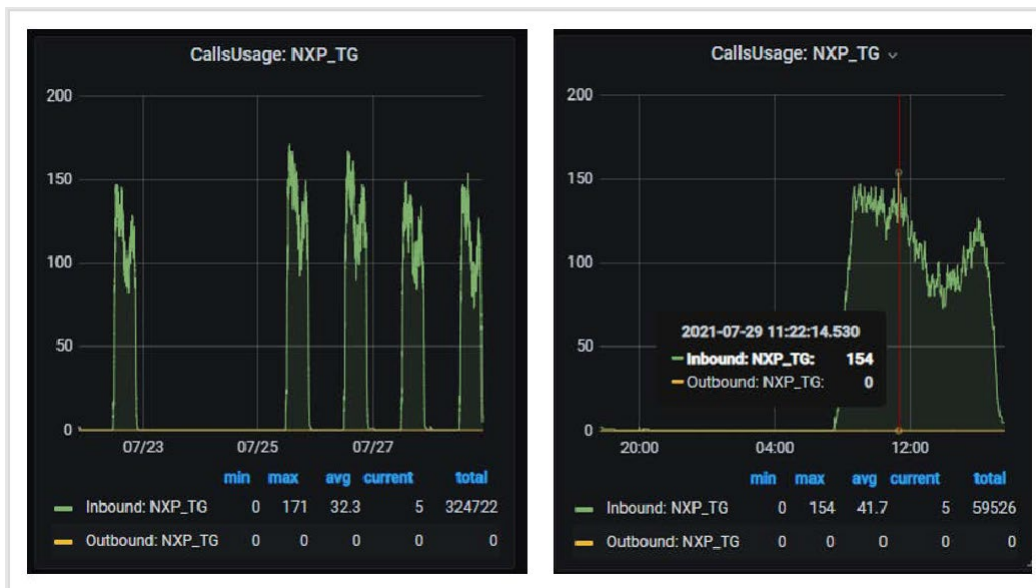 CallsUsage: NXP_TG
200
150
100
50
0
07/23 07/25 07/27
min max avg current total
Inbound: NXP_TG 0 171 32.3 5 324722
Outbound: NXP_TG 0 0 0 0 0
CallsUsage: NXP_TG
200
150
100
50
0
2021-07-29 11:22:14.530
Inbound: NXP_TG: 154
Outbound: NXP_TG: 0
20:00 04:00 12:00
min max avg current total
Inbound: NXP_TG 0 154 41.7 5 59526
Outbound: NXP_TG 0 0 0 0 0